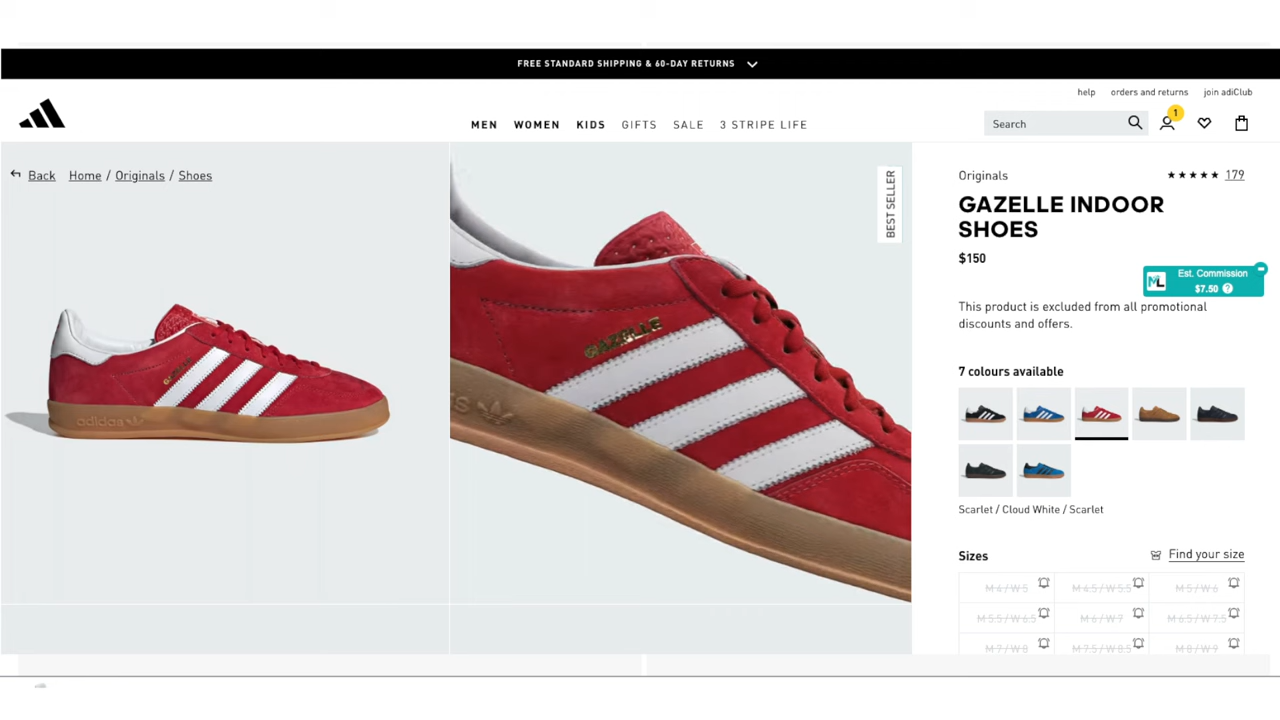 FREE STANDARD SHIPPING & 60-DAY RETURNS
help orders and returns join adiClub
MEN WOMEN KIDS GIFTS SALE 3 STRIPE LIFE
Search
1
Back Home / Originals / Shoes
BEST SELLER
GAZELLE
adidas
GAZELLE
Originals
179
GAZELLE INDOOR
SHOES
$150
Est. Commission
$7.50 ?
ML
This product is excluded from all promotional
discounts and offers.
7 colours available
Scarlet / Cloud White / Scarlet
Sizes Find your size
M 4 / W 5 M 4.5 / W 5.5 M 5 / W 6
M 5.5 / W 6.5 M 6 / W 7 M 6.5 / W 7.5
M 7 / W 8 M 7.5 / W 8.5 M 8 / W 9